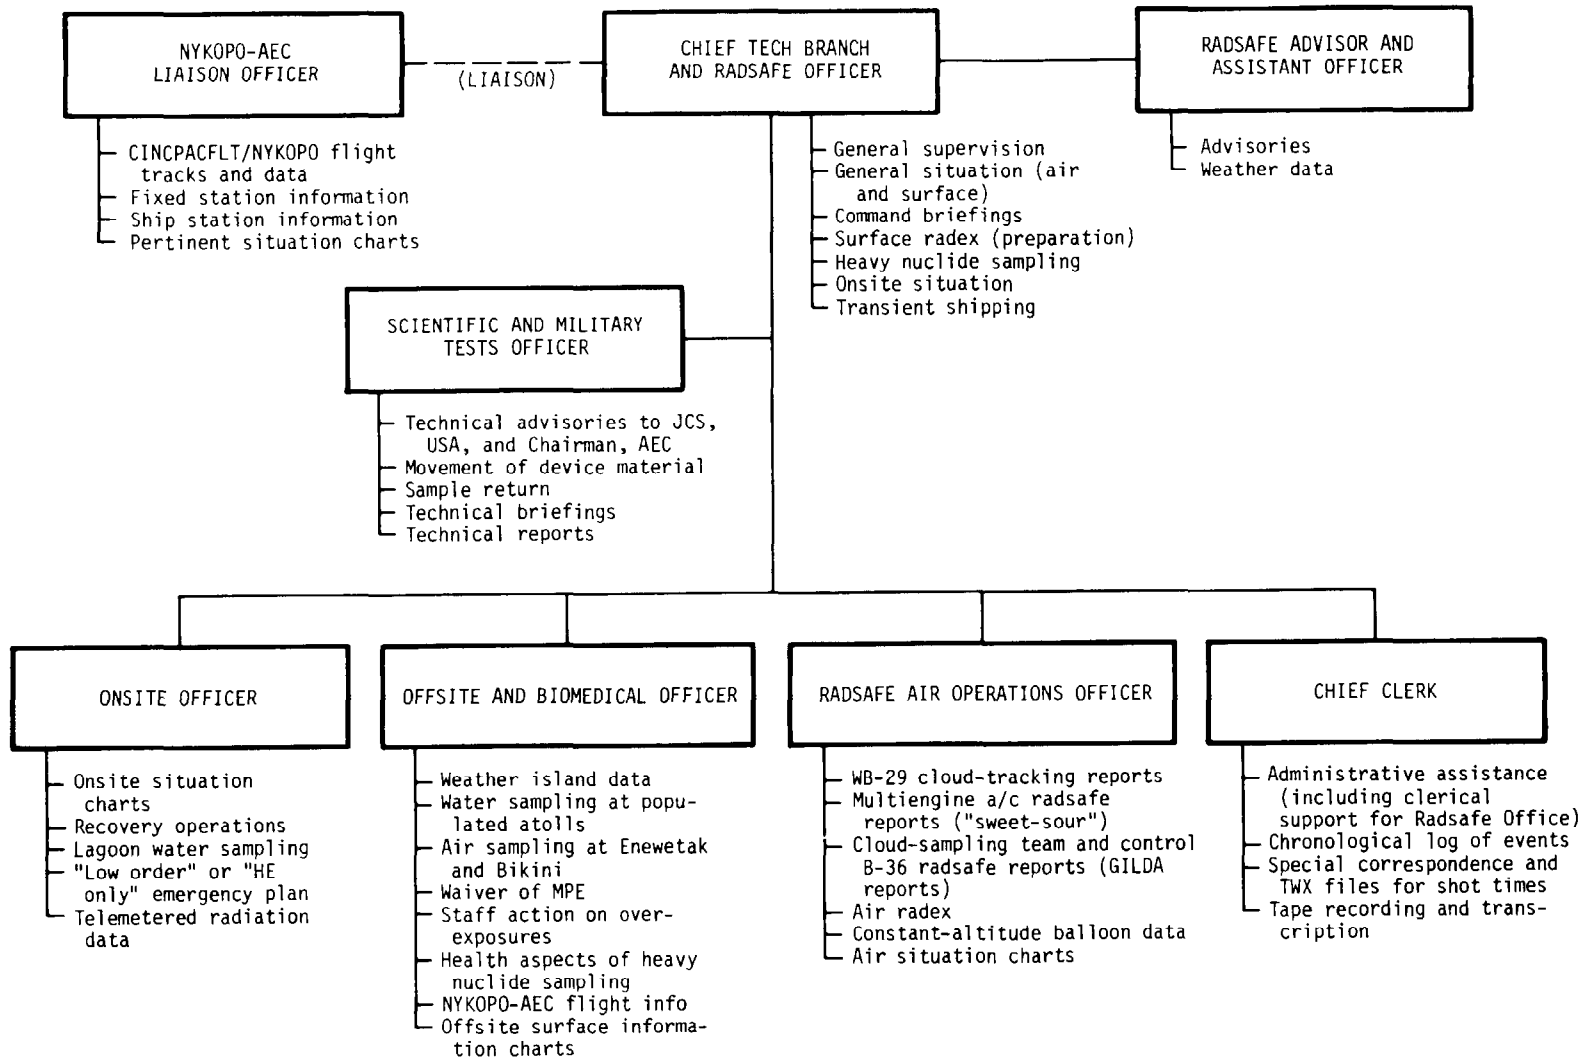 NYKOPO-AEC
LIAISON OFFICER
(LIAISON)
CHIEF TECH BRANCH
AND RADSAFE OFFICER
RADSAFE ADVISOR AND
ASSISTANT OFFICER
CINCPACFLT/NYKOPO flight
tracks and data
Fixed station information
Ship station information
Pertinent situation charts
General supervision
General situation (air
and surface)
Command briefings
Surface radex (preparation)
Heavy nuclide sampling
Onsite situation
Transient shipping
Advisories
Weather data
SCIENTIFIC AND MILITARY
TESTS OFFICER
Technical advisories to JCS,
USA, and Chairman, AEC
Movement of device material
Sample return
Technical briefings
Technical reports
ONSITE OFFICER
Onsite situation
charts
Recovery operations
Lagoon water sampling
"Low order" or "HE
only" emergency plan
Telemetered radiation
data
OFFSITE AND BIOMEDICAL OFFICER
Weather island data
Water sampling at popu-
lated atolls
Air sampling at Enewetak
and Bikini
Waiver of MPE
Staff action on over-
exposures
Health aspects of heavy
nuclide sampling
NYKOPO-AEC flight info
Offsite surface informa-
tion charts
RADSAFE AIR OPERATIONS OFFICER
WB-29 cloud-tracking reports
Multiengine a/c radsafe
reports ("sweet-sour")
Cloud-sampling team and control
B-36 radsafe reports (GILDA
reports)
Air radex
Constant-altitude balloon data
Air situation charts
CHIEF CLERK
Administrative assistance
(including clerical
support for Radsafe Office)
Chronological log of events
Special correspondence and
TWX files for shot times
Tape recording and trans-
cription